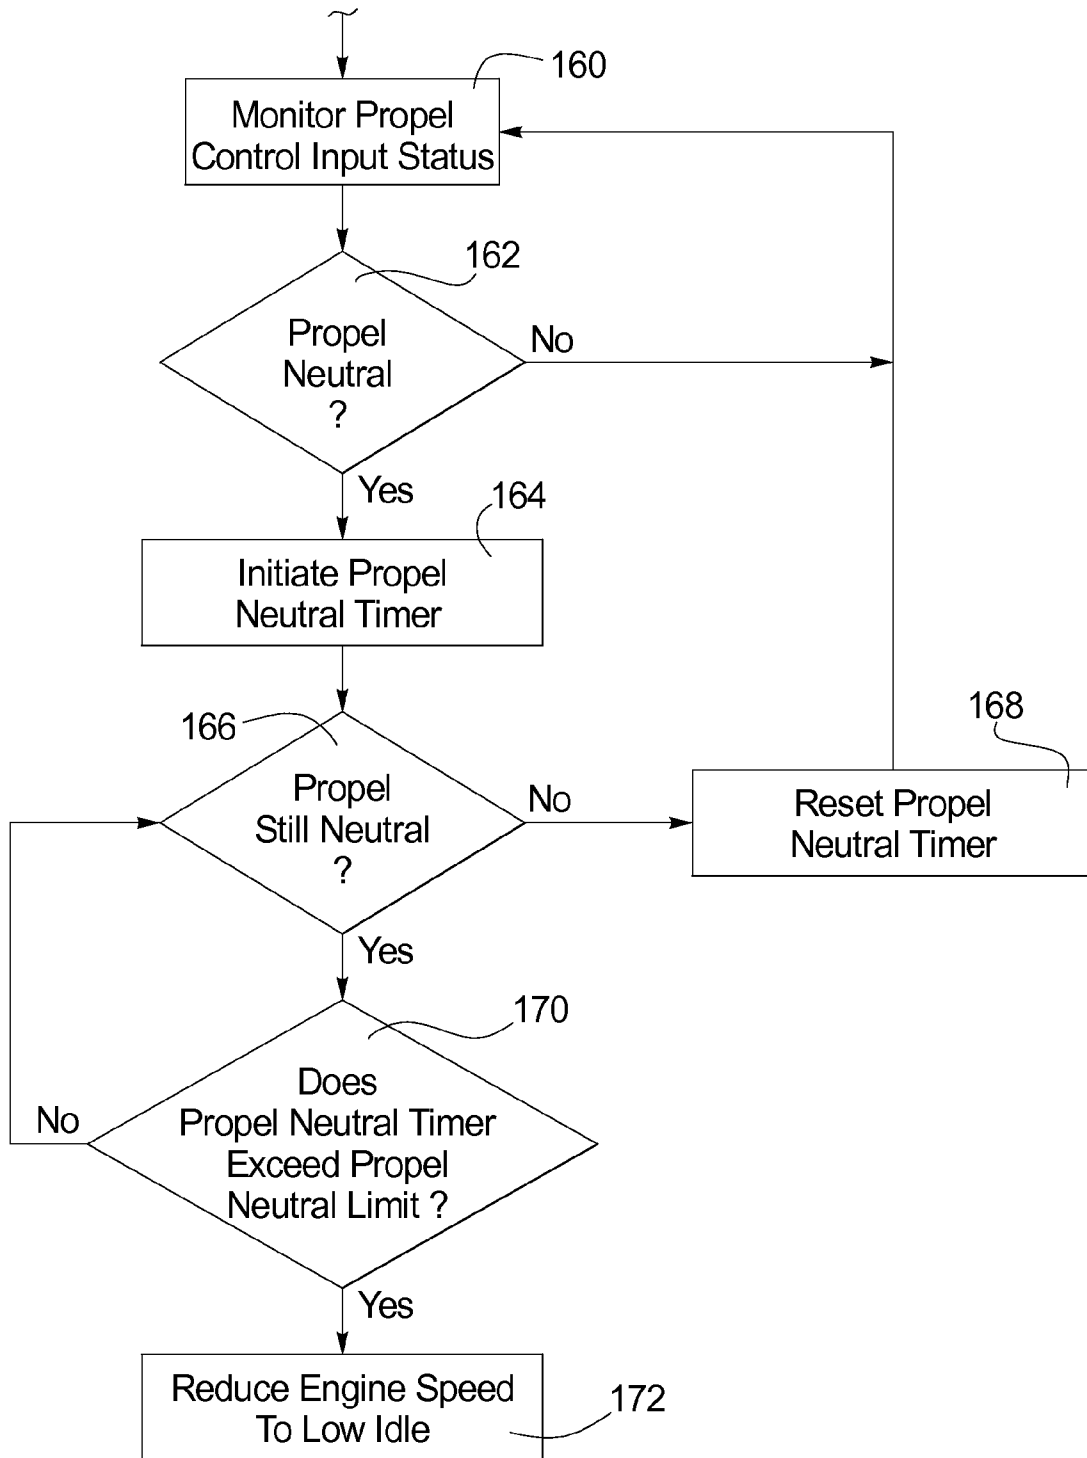 160
Monitor Propel
Control Input Status
162
Propel
Neutral
?
No
Yes
164
Initiate Propel
Neutral Timer
166
Propel
Still Neutral
?
No
168
Reset Propel
Neutral Timer
Yes
170
Does
Propel Neutral Timer
Exceed Propel
Neutral Limit ?
No
Yes
Reduce Engine Speed
To Low Idle
172